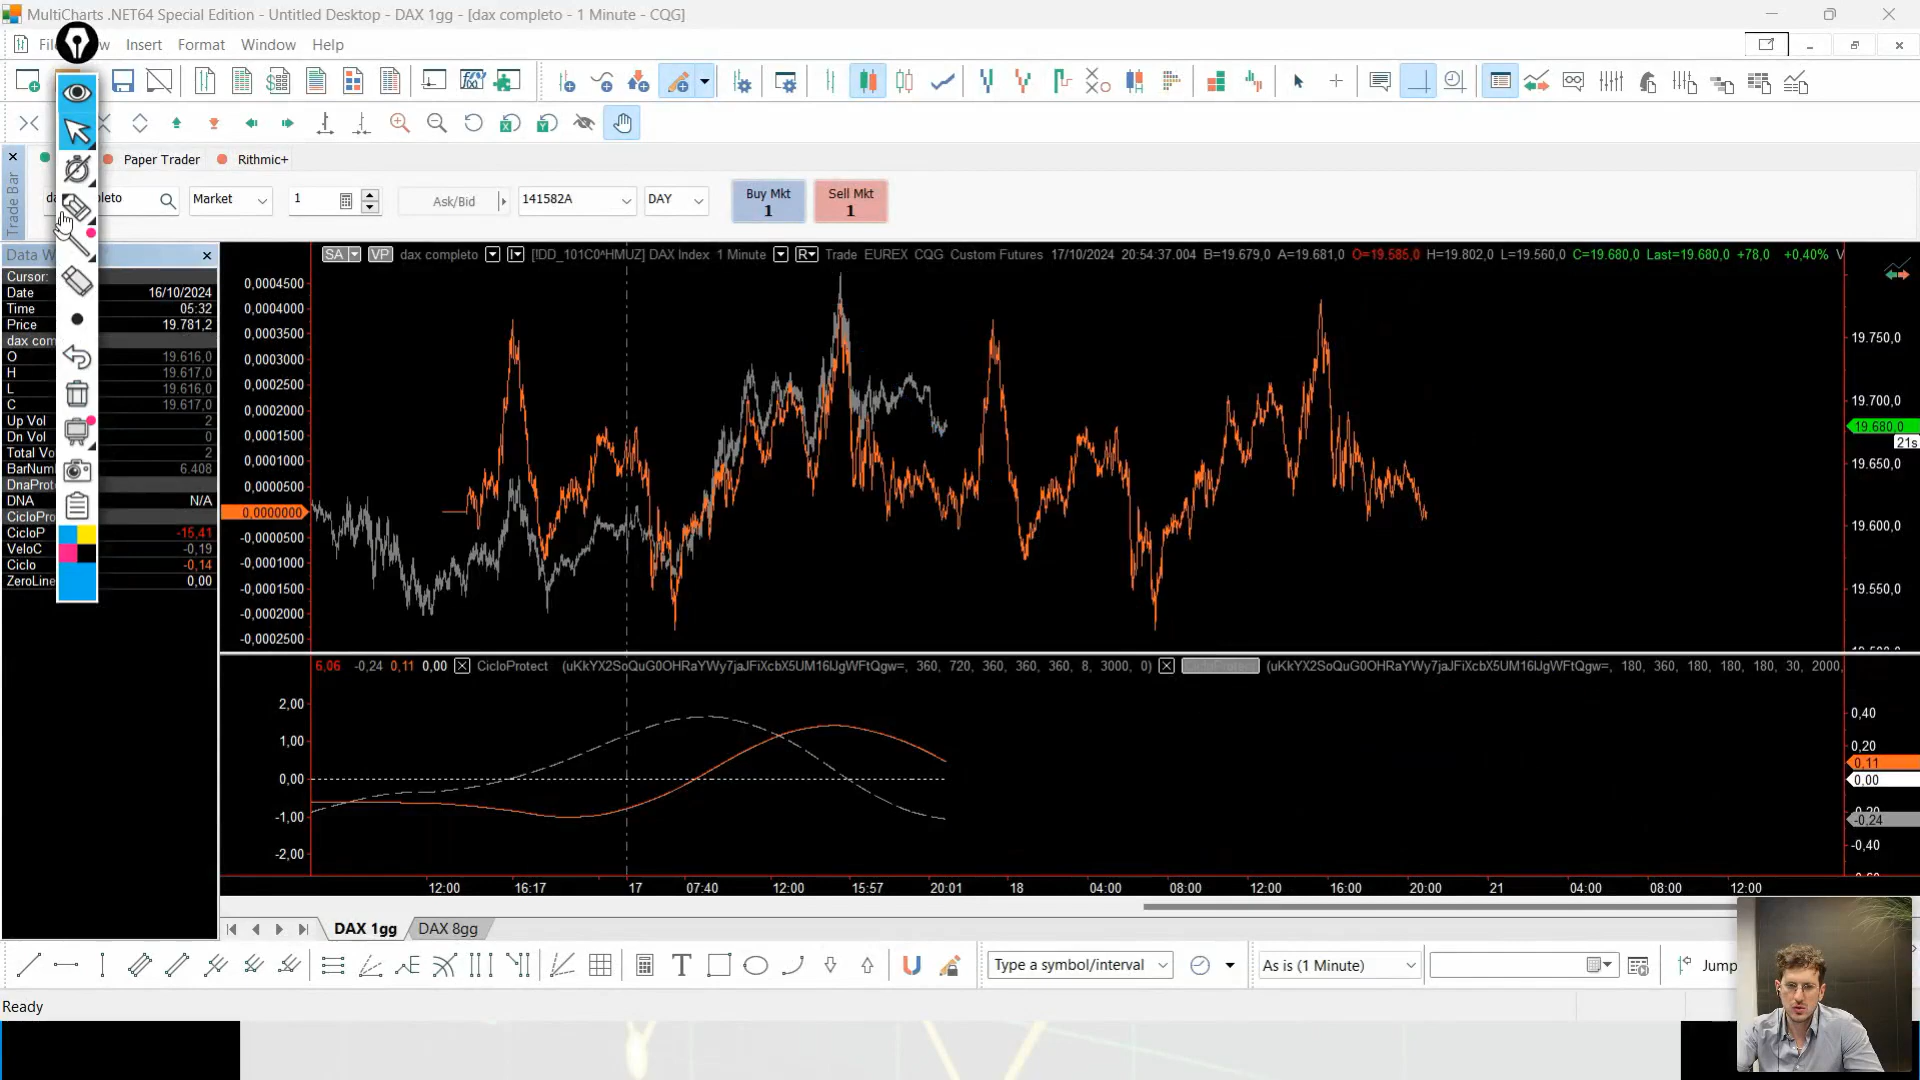 MultiCharts .NET64 Special Edition - Untitled Desktop - DAX 1gg - [dax completo - 1 Minute - CQG]
Insert Format Window Help
Paper Trader Rithmic+
Trade Bar
Market 1 Ask/Bid 141582A DAY
Buy Mkt
1
Sell Mkt
1
Cursor:
Date 16/10/2024
Time 05:32
Price 19.781,2
dax com
O 19.616,0
H 19.617,0
L 19.616,0
C 19.617,0
Up Vol 2
Dn Vol 0
Total Vo 2
BarNum 6.408
DnaProt
DNA N/A
CicloPro
CicloP -15,41
VeloC -0,19
Ciclo -0,14
ZeroLine 0,00
SA VP dax completo [!DD_101C0^HMUZ] DAX Index 1 Minute R Trade EUREX CQG Custom Futures 17/10/2024 20:54:37.004 B=19.679,0 A=19.681,0 O=19.585,0 H=19.802,0 L=19.560,0 C=19.680,0 Last=19.680,0 +78,0 +0,40% V
0,0004500
0,0004000
0,0003500
0,0003000
0,0002500
0,0002000
0,0001500
0,0001000
0,0000500
0,0000000
-0,0000500
-0,0001000
-0,0001500
-0,0002000
-0,0002500
19.750,0
19.700,0
19.680,0
21s
19.650,0
19.600,0
19.550,0
6,06 -0,24 0,11 0,00 CicloProtect (uKkYX2SoQuG0OHRaYWy7jaJFiXcbX5UM16lJgWFtQgw=, 360, 720, 360, 360, 360, 8, 3000, 0) (uKkYX2SoQuG0OHRaYWy7jaJFiXcbX5UM16lJgWFtQgw=, 180, 360, 180, 180, 180, 30, 2000,
2,00
1,00
0,00
-1,00
-2,00
0,40
0,20
0,11
0,00
-0,24
-0,40
12:00 16:17 17 07:40 12:00 15:57 20:01 18 04:00 08:00 12:00 16:00 20:00 21 04:00 08:00 12:00
DAX 1gg DAX 8gg
Type a symbol/interval As is (1 Minute) Jump
Ready